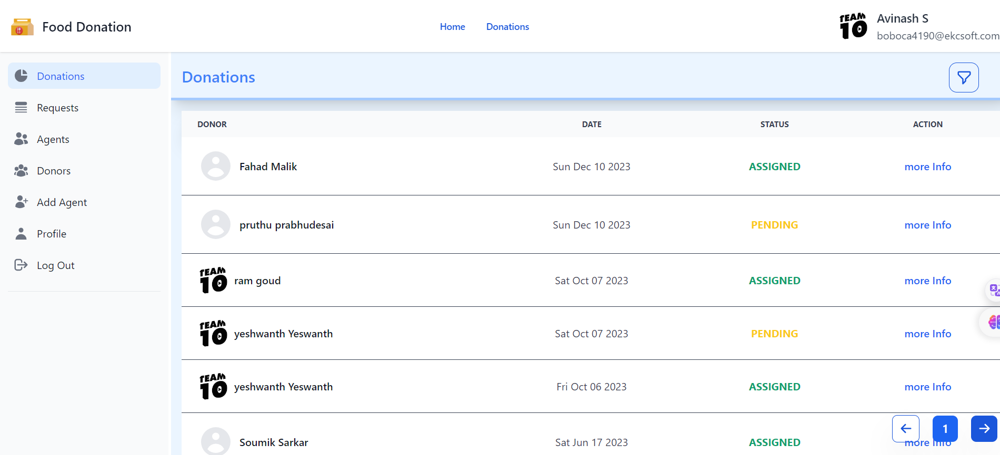 Food Donation
Home
Donations
TEAM 10
Avinash S
boboca4190@ekcsoft.com
Donations
Requests
Agents
Donors
Add Agent
Profile
Log Out
Donations
DONOR DATE STATUS ACTION
Fahad Malik Sun Dec 10 2023 ASSIGNED more Info
pruthu prabhudesai Sun Dec 10 2023 PENDING more Info
TEAM 10 ram goud Sat Oct 07 2023 ASSIGNED more Info
TEAM 10 yeshwanth Yeswanth Sat Oct 07 2023 PENDING more Info
TEAM 10 yeshwanth Yeswanth Fri Oct 06 2023 ASSIGNED more Info
Soumik Sarkar Sat Jun 17 2023 ASSIGNED more Info
1